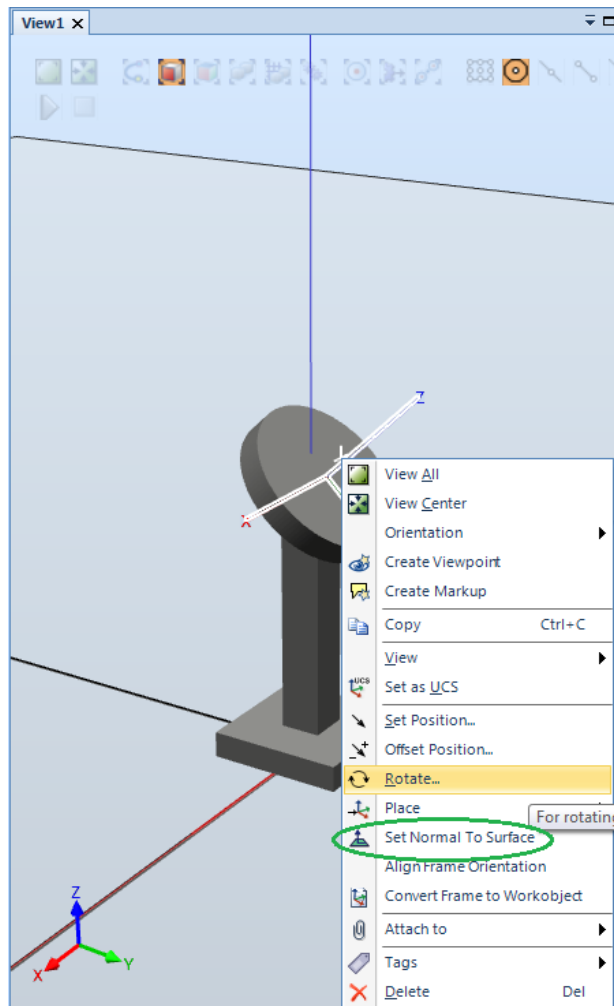 View1
Z
X
View All
View Center
Orientation
Create Viewpoint
Create Markup
Copy Ctrl+C
View
UCS Set as UCS
Set Position...
Offset Position...
Rotate...
Place
For rotating
Set Normal To Surface
Align Frame Orientation
Convert Frame to Workobject
Attach to
Tags
Delete Del
Z
Y
X